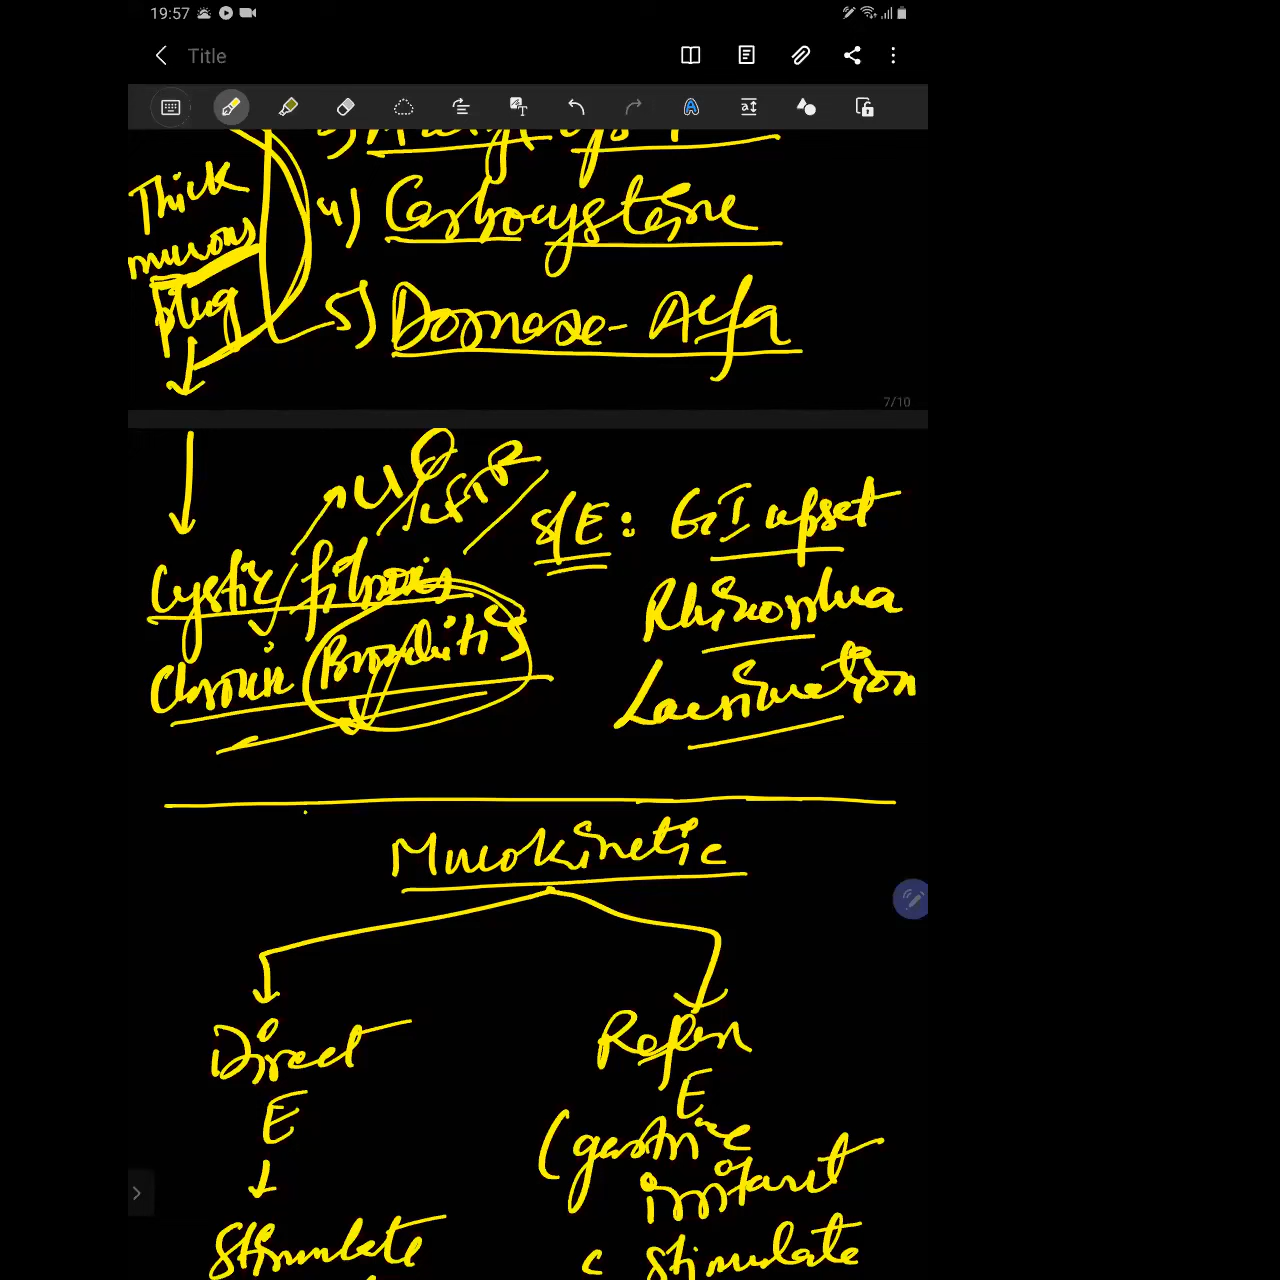 19:57
Title
Thick
mucous
plug
4) Carbocysteine
5) Dornase-Alfa
7/10
Cystic fibrosis
Chronic Bronchitis
S/E: GI upset
Rhinorrhea
Lacrimation
Mucokinetic
Direct
E
Stimulate
Reflex
E
(gastric
irritant
c stimulate